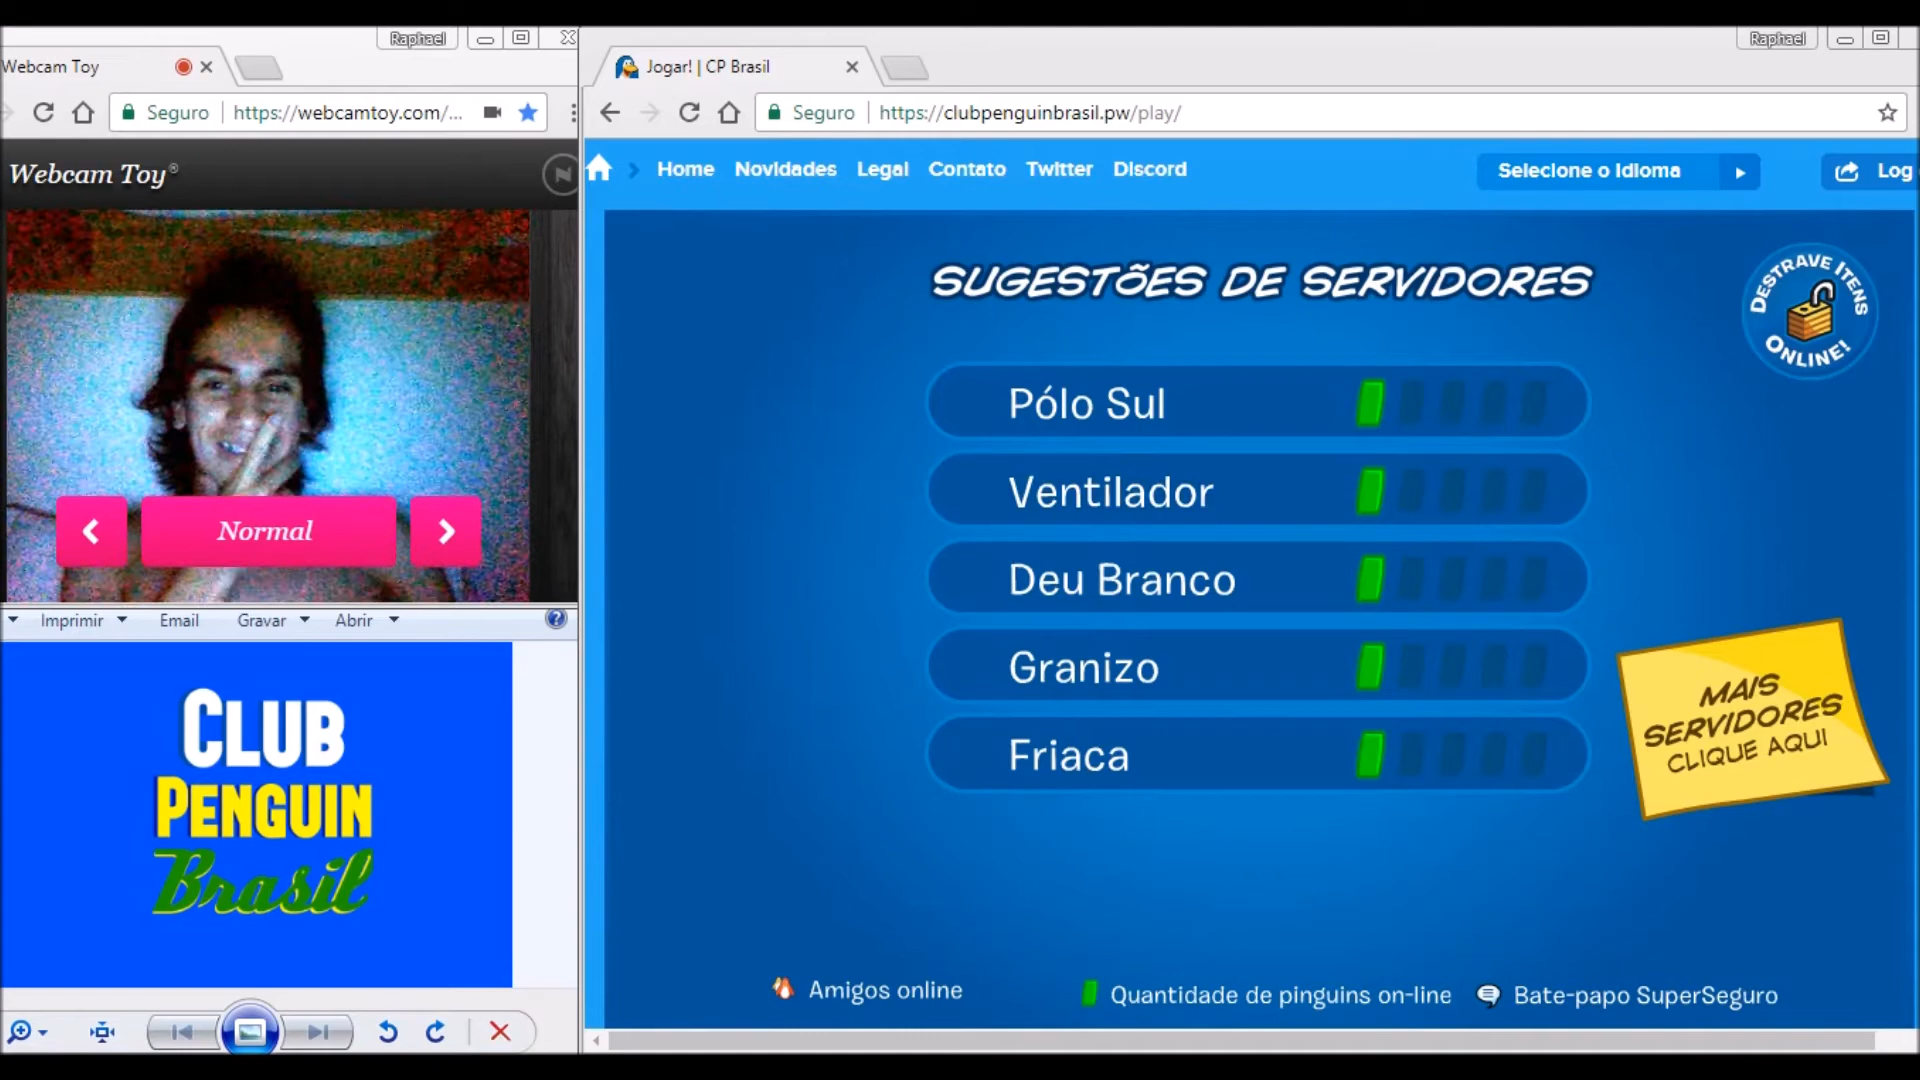 Raphael
Webcam Toy
Seguro
https://webcamtoy.com/...
Webcam Toy®
Normal
Imprimir
Email
Gravar
Abrir
CLUB
PENGUIN
Brasil
Raphael
Jogar! | CP Brasil
Seguro
https://clubpenguinbrasil.pw/play/
Home
Novidades
Legal
Contato
Twitter
Discord
Selecione o Idioma
Log
SUGESTÕES DE SERVIDORES
DESTRAVE ITENS
ONLINE!
Pólo Sul
Ventilador
Deu Branco
Granizo
Friaca
MAIS
SERVIDORES
CLIQUE AQUI
Amigos online
Quantidade de pinguins on-line
Bate-papo SuperSeguro